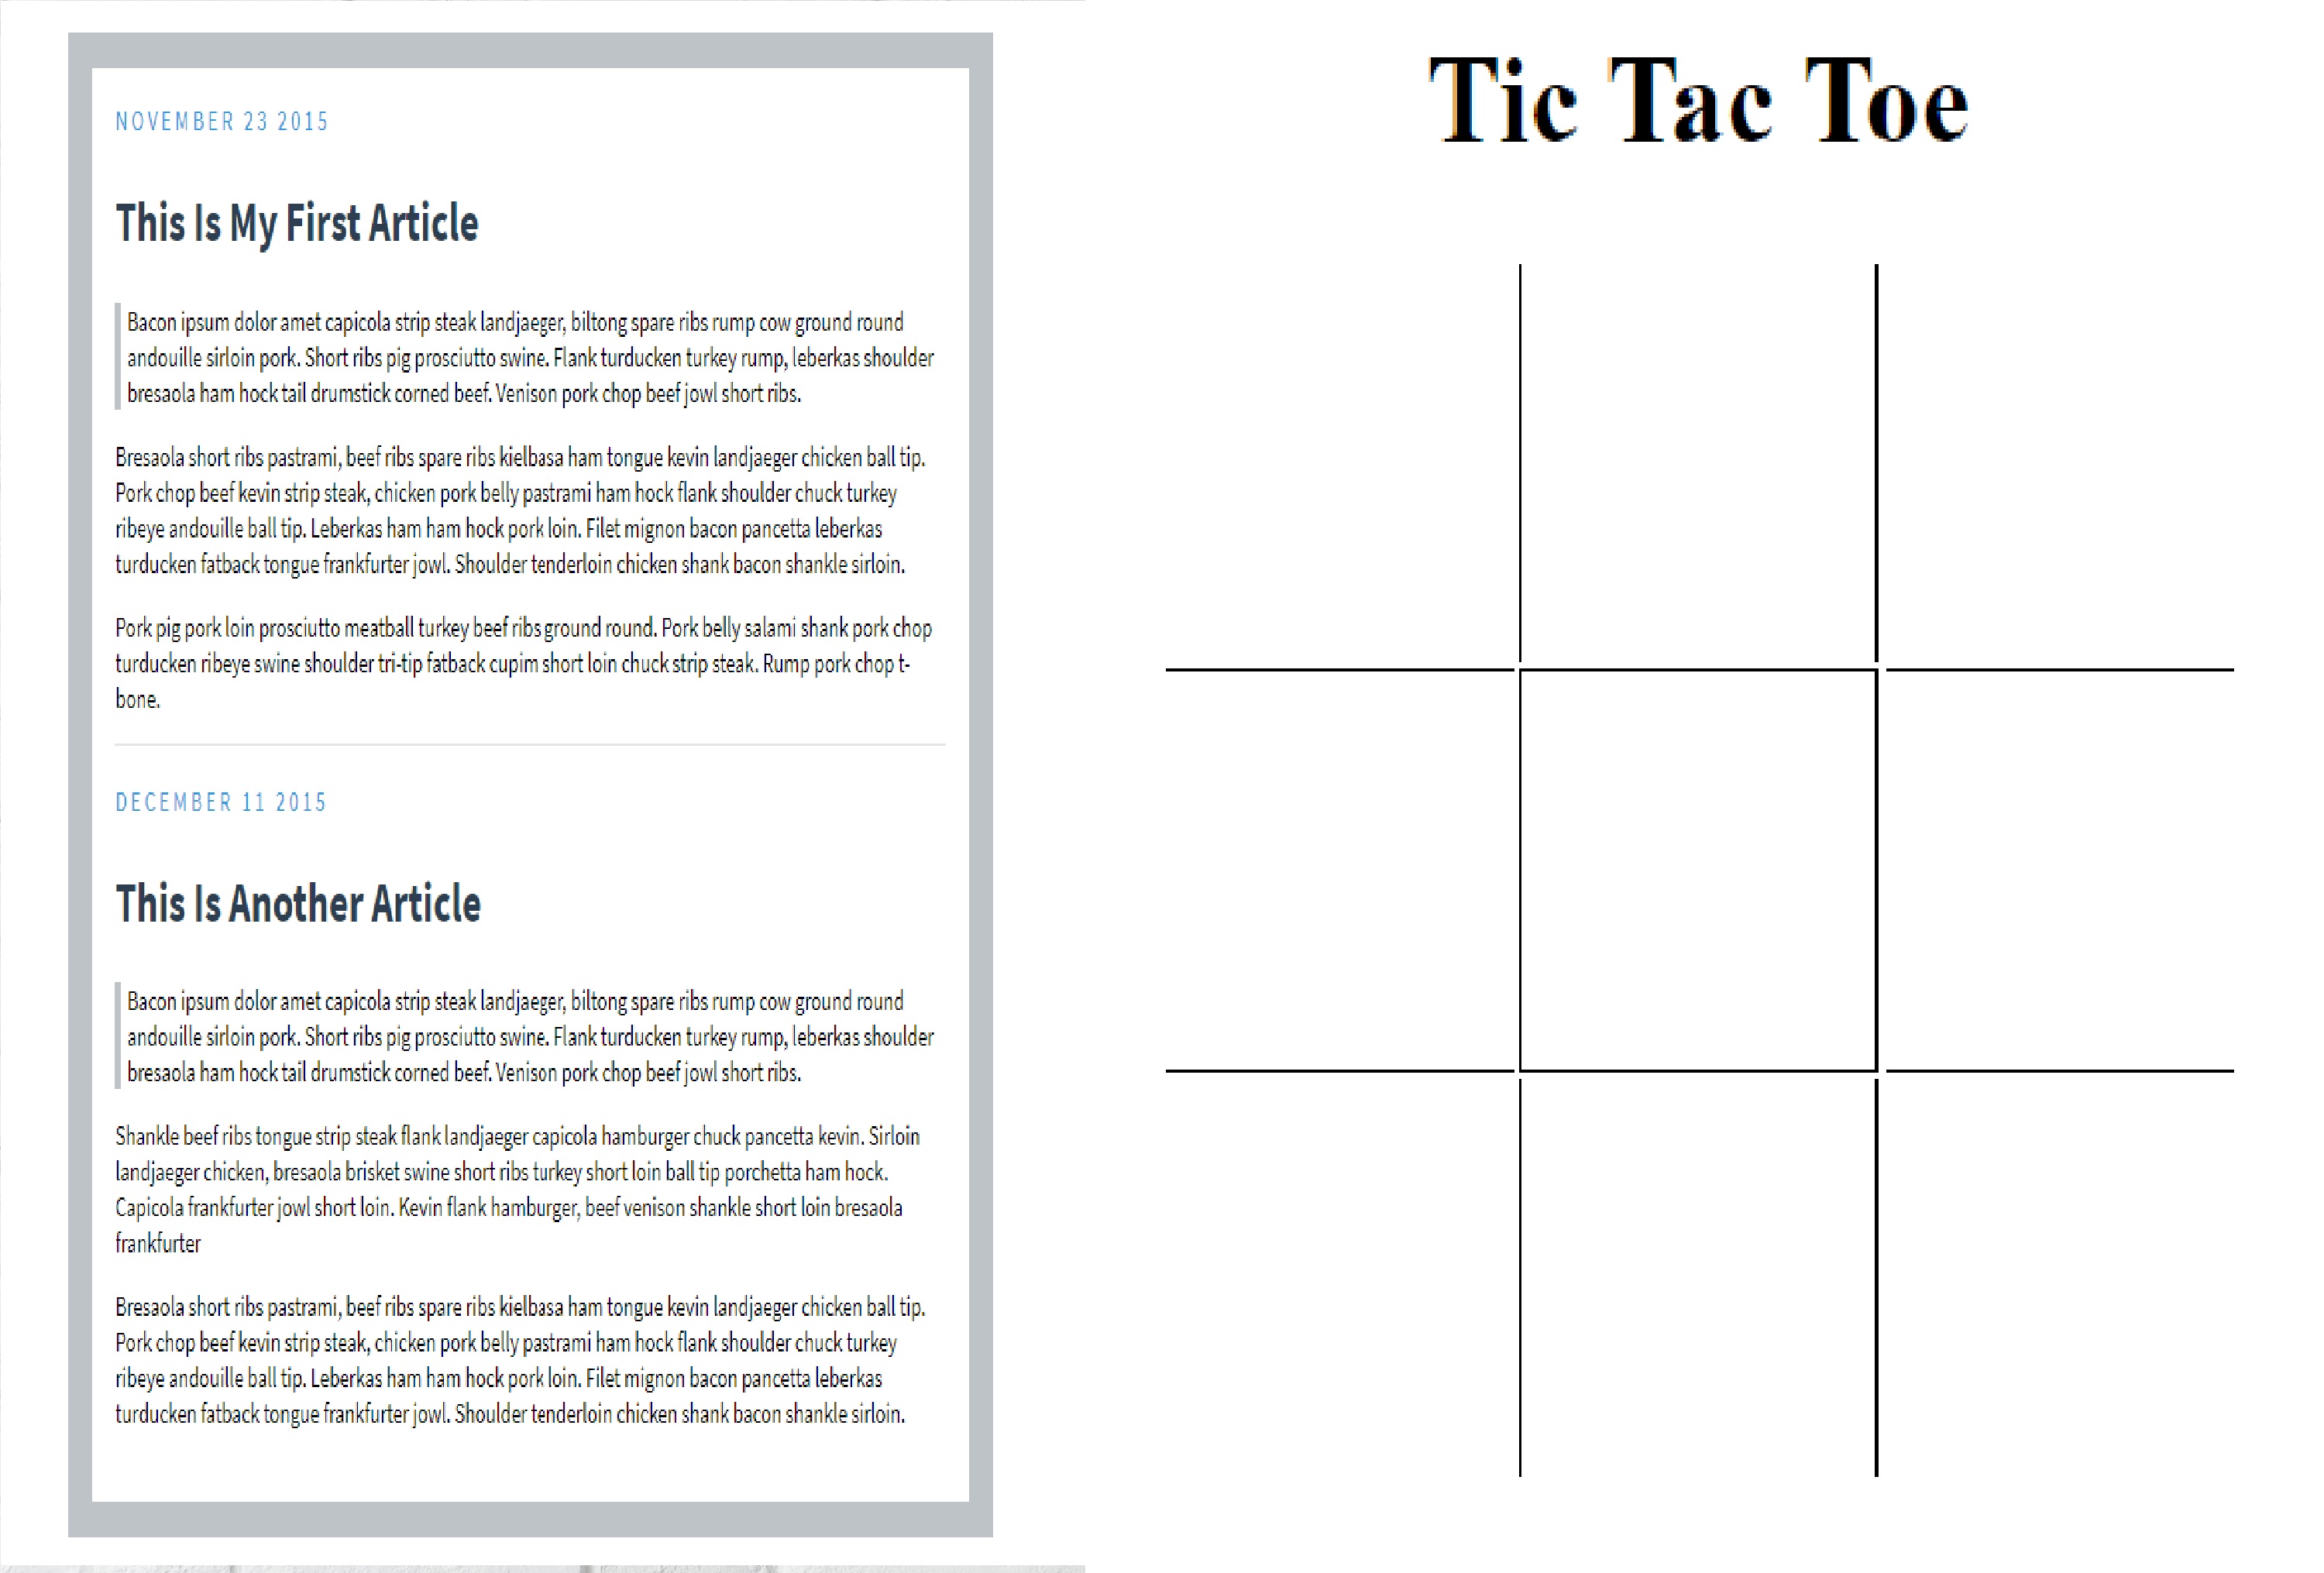 NOVEMBER 23 2015
This Is My First Article
Bacon ipsum dolor amet capicola strip steak landjaeger, biltong spare ribs rump cow ground round
andouille sirloin pork. Short ribs pig prosciutto swine. Flank turducken turkey rump, leberkas shoulder
bresaola ham hock tail drumstick corned beef. Venison pork chop beef jowl short ribs.
Bresaola short ribs pastrami, beef ribs spare ribs kielbasa ham tongue kevin landjaeger chicken ball tip.
Pork chop beef kevin strip steak, chicken pork belly pastrami ham hock flank shoulder chuck turkey
ribeye andouille ball tip. Leberkas ham ham hock pork loin. Filet mignon bacon pancetta leberkas
turducken fatback tongue frankfurter jowl. Shoulder tenderloin chicken shank bacon shankle sirloin.
Pork pig pork loin prosciutto meatball turkey beef ribs ground round. Pork belly salami shank pork chop
turducken ribeye swine shoulder tri-tip fatback cupim short loin chuck strip steak. Rump pork chop t-
bone.
DECEMBER 11 2015
This Is Another Article
Bacon ipsum dolor amet capicola strip steak landjaeger, biltong spare ribs rump cow ground round
andouille sirloin pork. Short ribs pig prosciutto swine. Flank turducken turkey rump, leberkas shoulder
bresaola ham hock tail drumstick corned beef. Venison pork chop beef jowl short ribs.
Shankle beef ribs tongue strip steak flank landjaeger capicola hamburger chuck pancetta kevin. Sirloin
landjaeger chicken, bresaola brisket swine short ribs turkey short loin ball tip porchetta ham hock.
Capicola frankfurter jowl short loin. Kevin flank hamburger, beef venison shankle short loin bresaola
frankfurter
Bresaola short ribs pastrami, beef ribs spare ribs kielbasa ham tongue kevin landjaeger chicken ball tip.
Pork chop beef kevin strip steak, chicken pork belly pastrami ham hock flank shoulder chuck turkey
ribeye andouille ball tip. Leberkas ham ham hock pork loin. Filet mignon bacon pancetta leberkas
turducken fatback tongue frankfurter jowl. Shoulder tenderloin chicken shank bacon shankle sirloin.
Tic Tac Toe